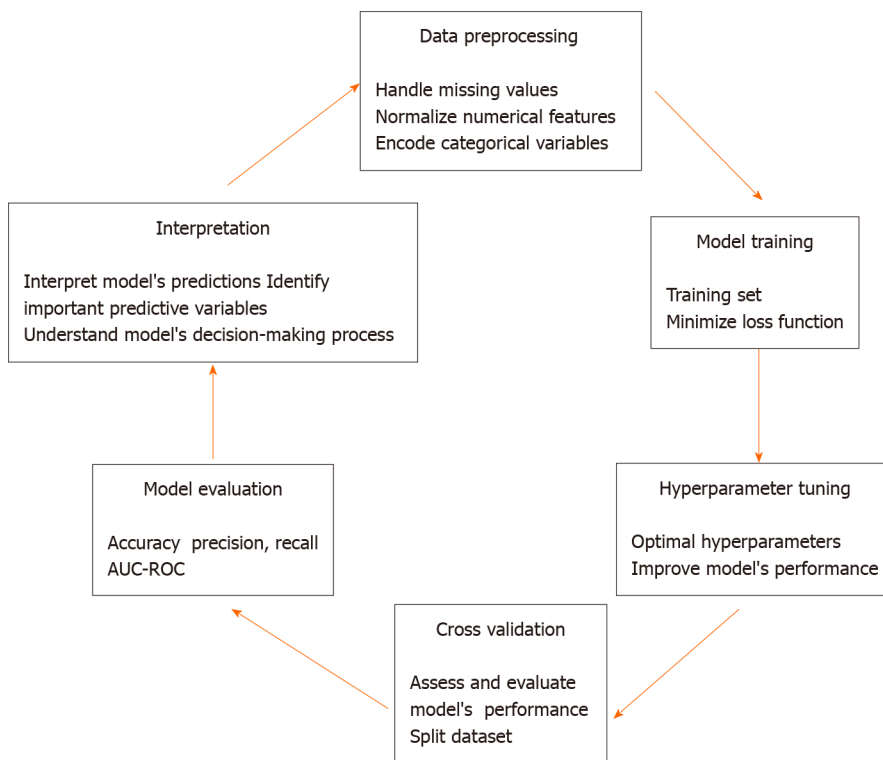 Data preprocessing
Handle missing values
Normalize numerical features
Encode categorical variables
Model training
Training set
Minimize loss function
Hyperparameter tuning
Optimal hyperparameters
Improve model's performance
Cross validation
Assess and evaluate
model's  performance
Split dataset
Model evaluation
Accuracy  precision, recall
AUC-ROC
Interpretation
Interpret model's predictions Identify
important predictive variables
Understand model's decision-making process